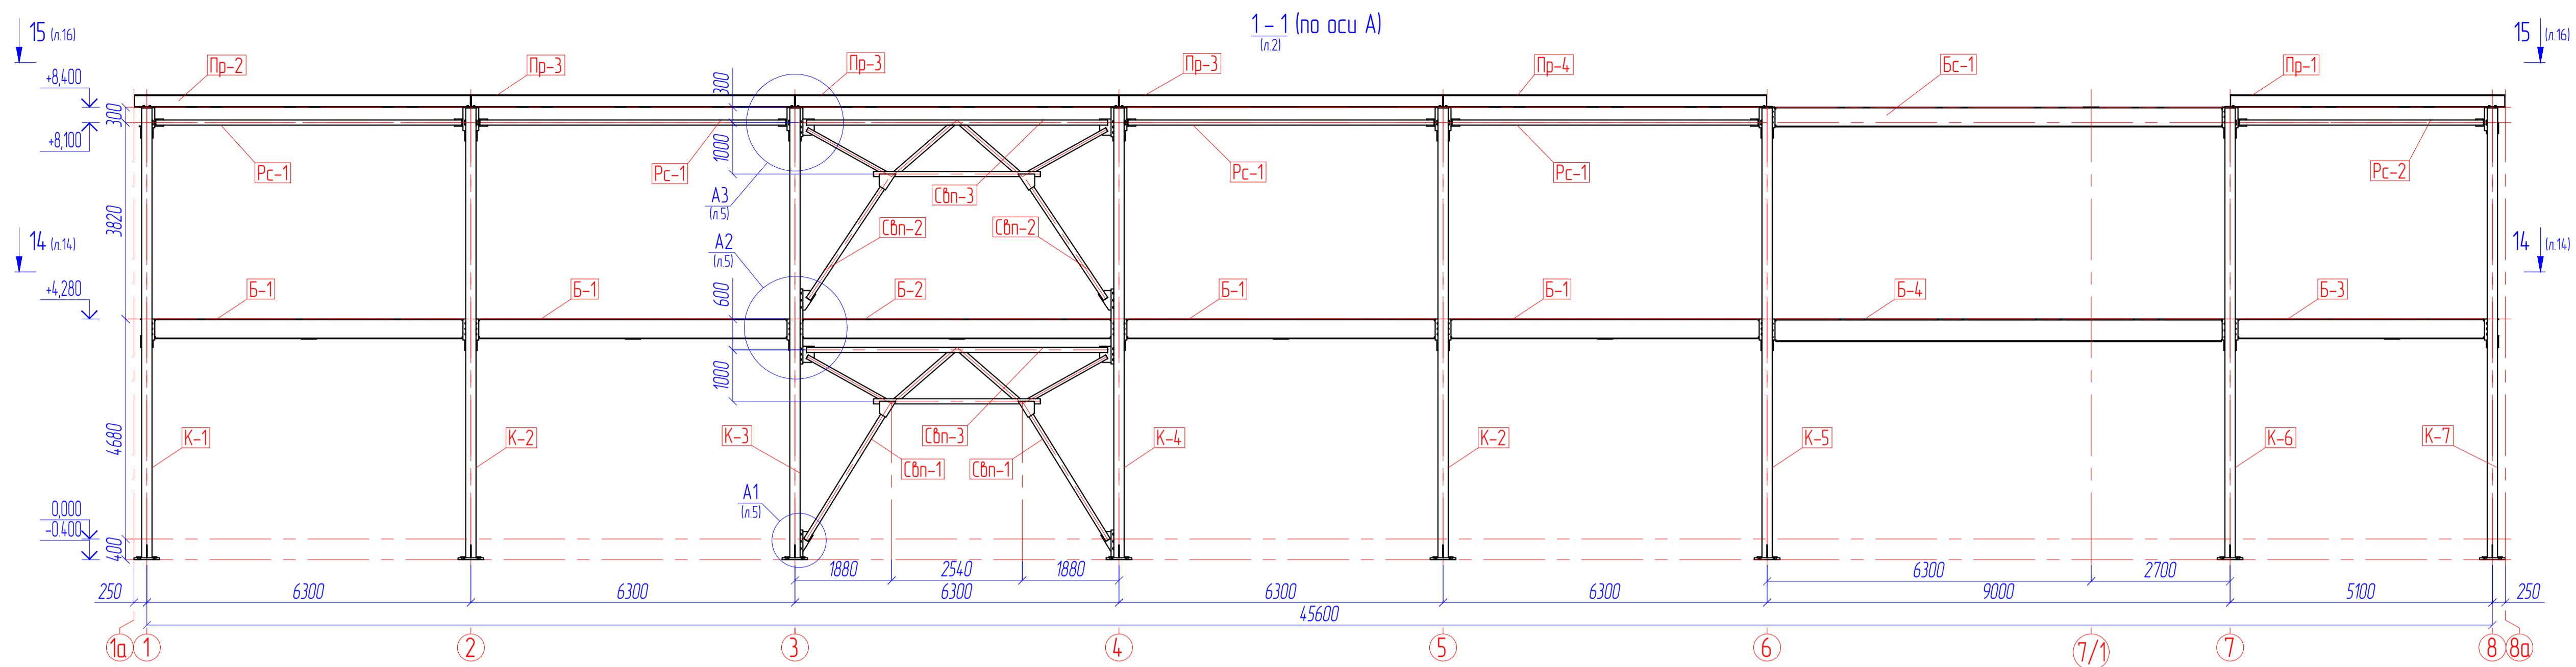 1-1 (по оси А)
(л.2)
15 (л.16)
15 (л.16)
Пр-2
Пр-3
Пр-3
Пр-3
Пр-4
Бс-1
Пр-1
+8,400
300
300
+8,100
1000
Рс-1
Рс-1
Свп-3
Рс-1
Рс-1
Рс-2
А3
(л.5)
3820
14 (л.14)
14 (л.14)
А2
(л.5)
Свп-2
Свп-2
+4,280
Б-1
Б-1
600
Б-2
Б-1
Б-1
Б-4
Б-3
1000
4680
К-1
К-2
К-3
Свп-3
К-4
К-2
К-5
К-6
К-7
Свп-1
Свп-1
А1
(л.5)
0,000
-0.400
400
1880
2540
1880
6300
2700
250
6300
6300
6300
6300
6300
9000
5100
250
45600
1а
1
2
3
4
5
6
7/1
7
8
8а